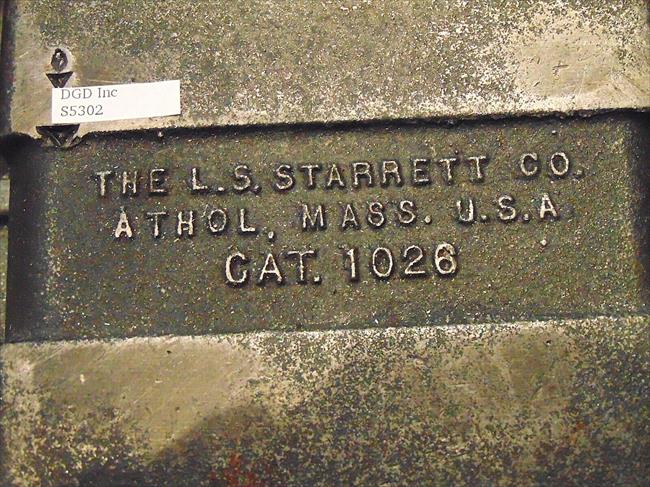 DGD Inc
S5302
THE L.S. STARRETT CO.
ATHOL, MASS. U.S.A
CAT. 1026